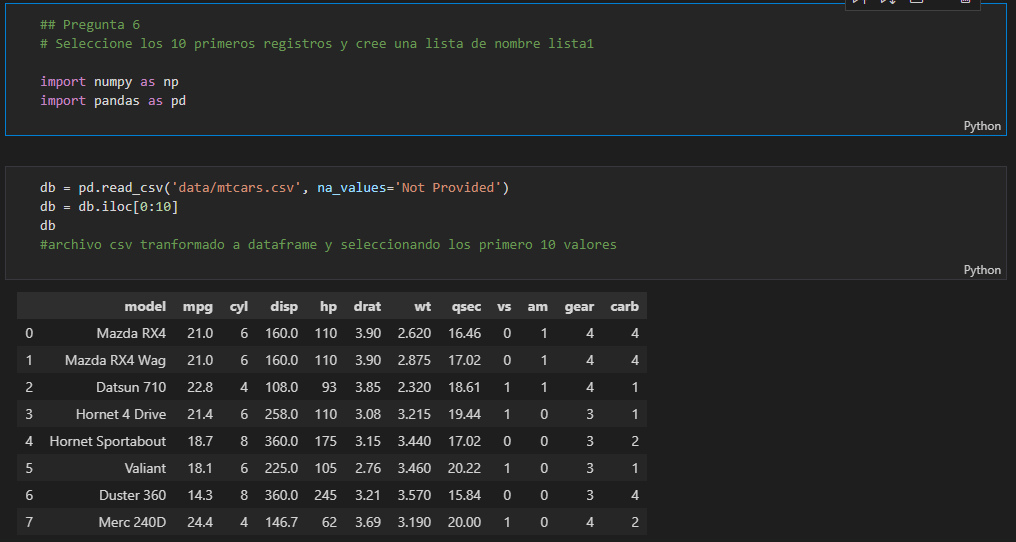 ## Pregunta 6
# Seleccione los 10 primeros registros y cree una lista de nombre lista1
import numpy as np
import pandas as pd
Python
db = pd.read_csv('data/mtcars.csv', na_values='Not Provided')
db = db.iloc[0:10]
db
#archivo csv tranformado a dataframe y seleccionando los primero 10 valores
Python
model mpg cyl disp hp drat wt qsec vs am gear carb
0 Mazda RX4 21.0 6 160.0 110 3.90 2.620 16.46 0 1 4 4
1 Mazda RX4 Wag 21.0 6 160.0 110 3.90 2.875 17.02 0 1 4 4
2 Datsun 710 22.8 4 108.0 93 3.85 2.320 18.61 1 1 4 1
3 Hornet 4 Drive 21.4 6 258.0 110 3.08 3.215 19.44 1 0 3 1
4 Hornet Sportabout 18.7 8 360.0 175 3.15 3.440 17.02 0 0 3 2
5 Valiant 18.1 6 225.0 105 2.76 3.460 20.22 1 0 3 1
6 Duster 360 14.3 8 360.0 245 3.21 3.570 15.84 0 0 3 4
7 Merc 240D 24.4 4 146.7 62 3.69 3.190 20.00 1 0 4 2